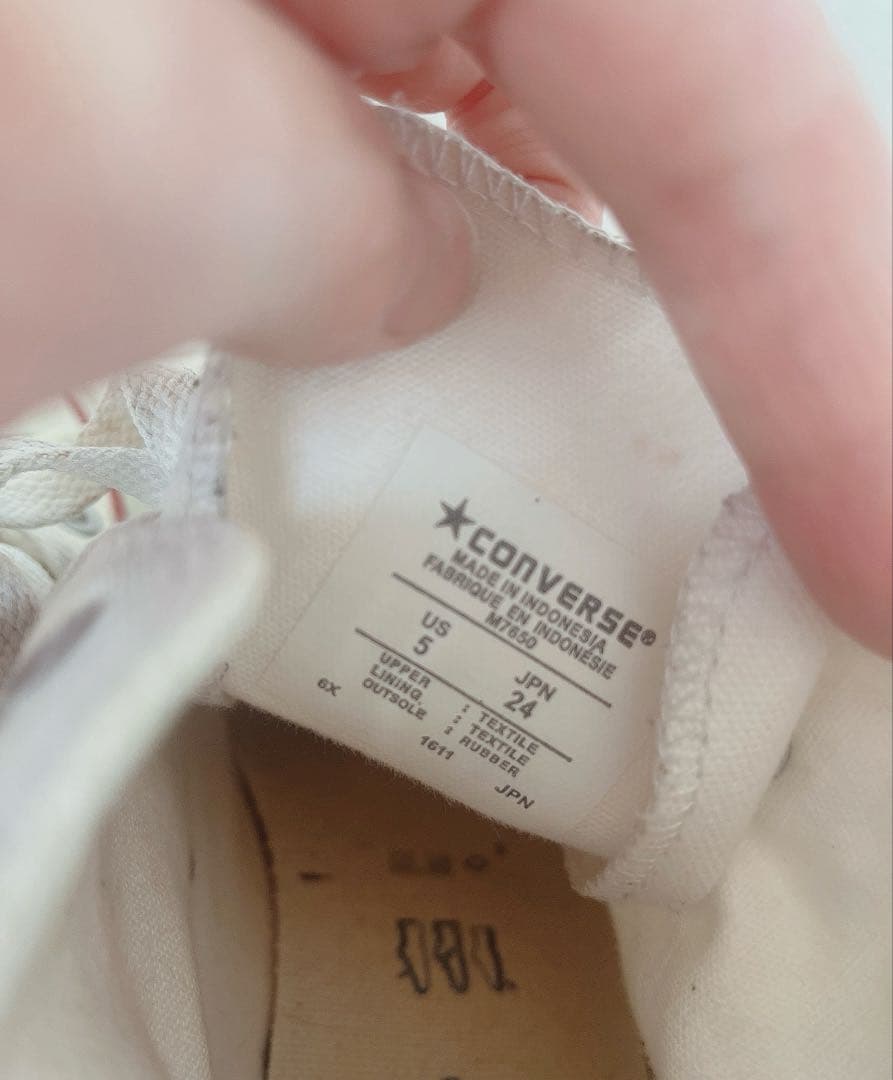 CONVERSE®
MADE IN INDONESIA
FABRIQUE EN INDONÉSIE
M7650
US JPN
5 24
UPPER : TEXTILE
LINING, : TEXTILE
OUTSOLE : RUBBER
6X 1611 JPN